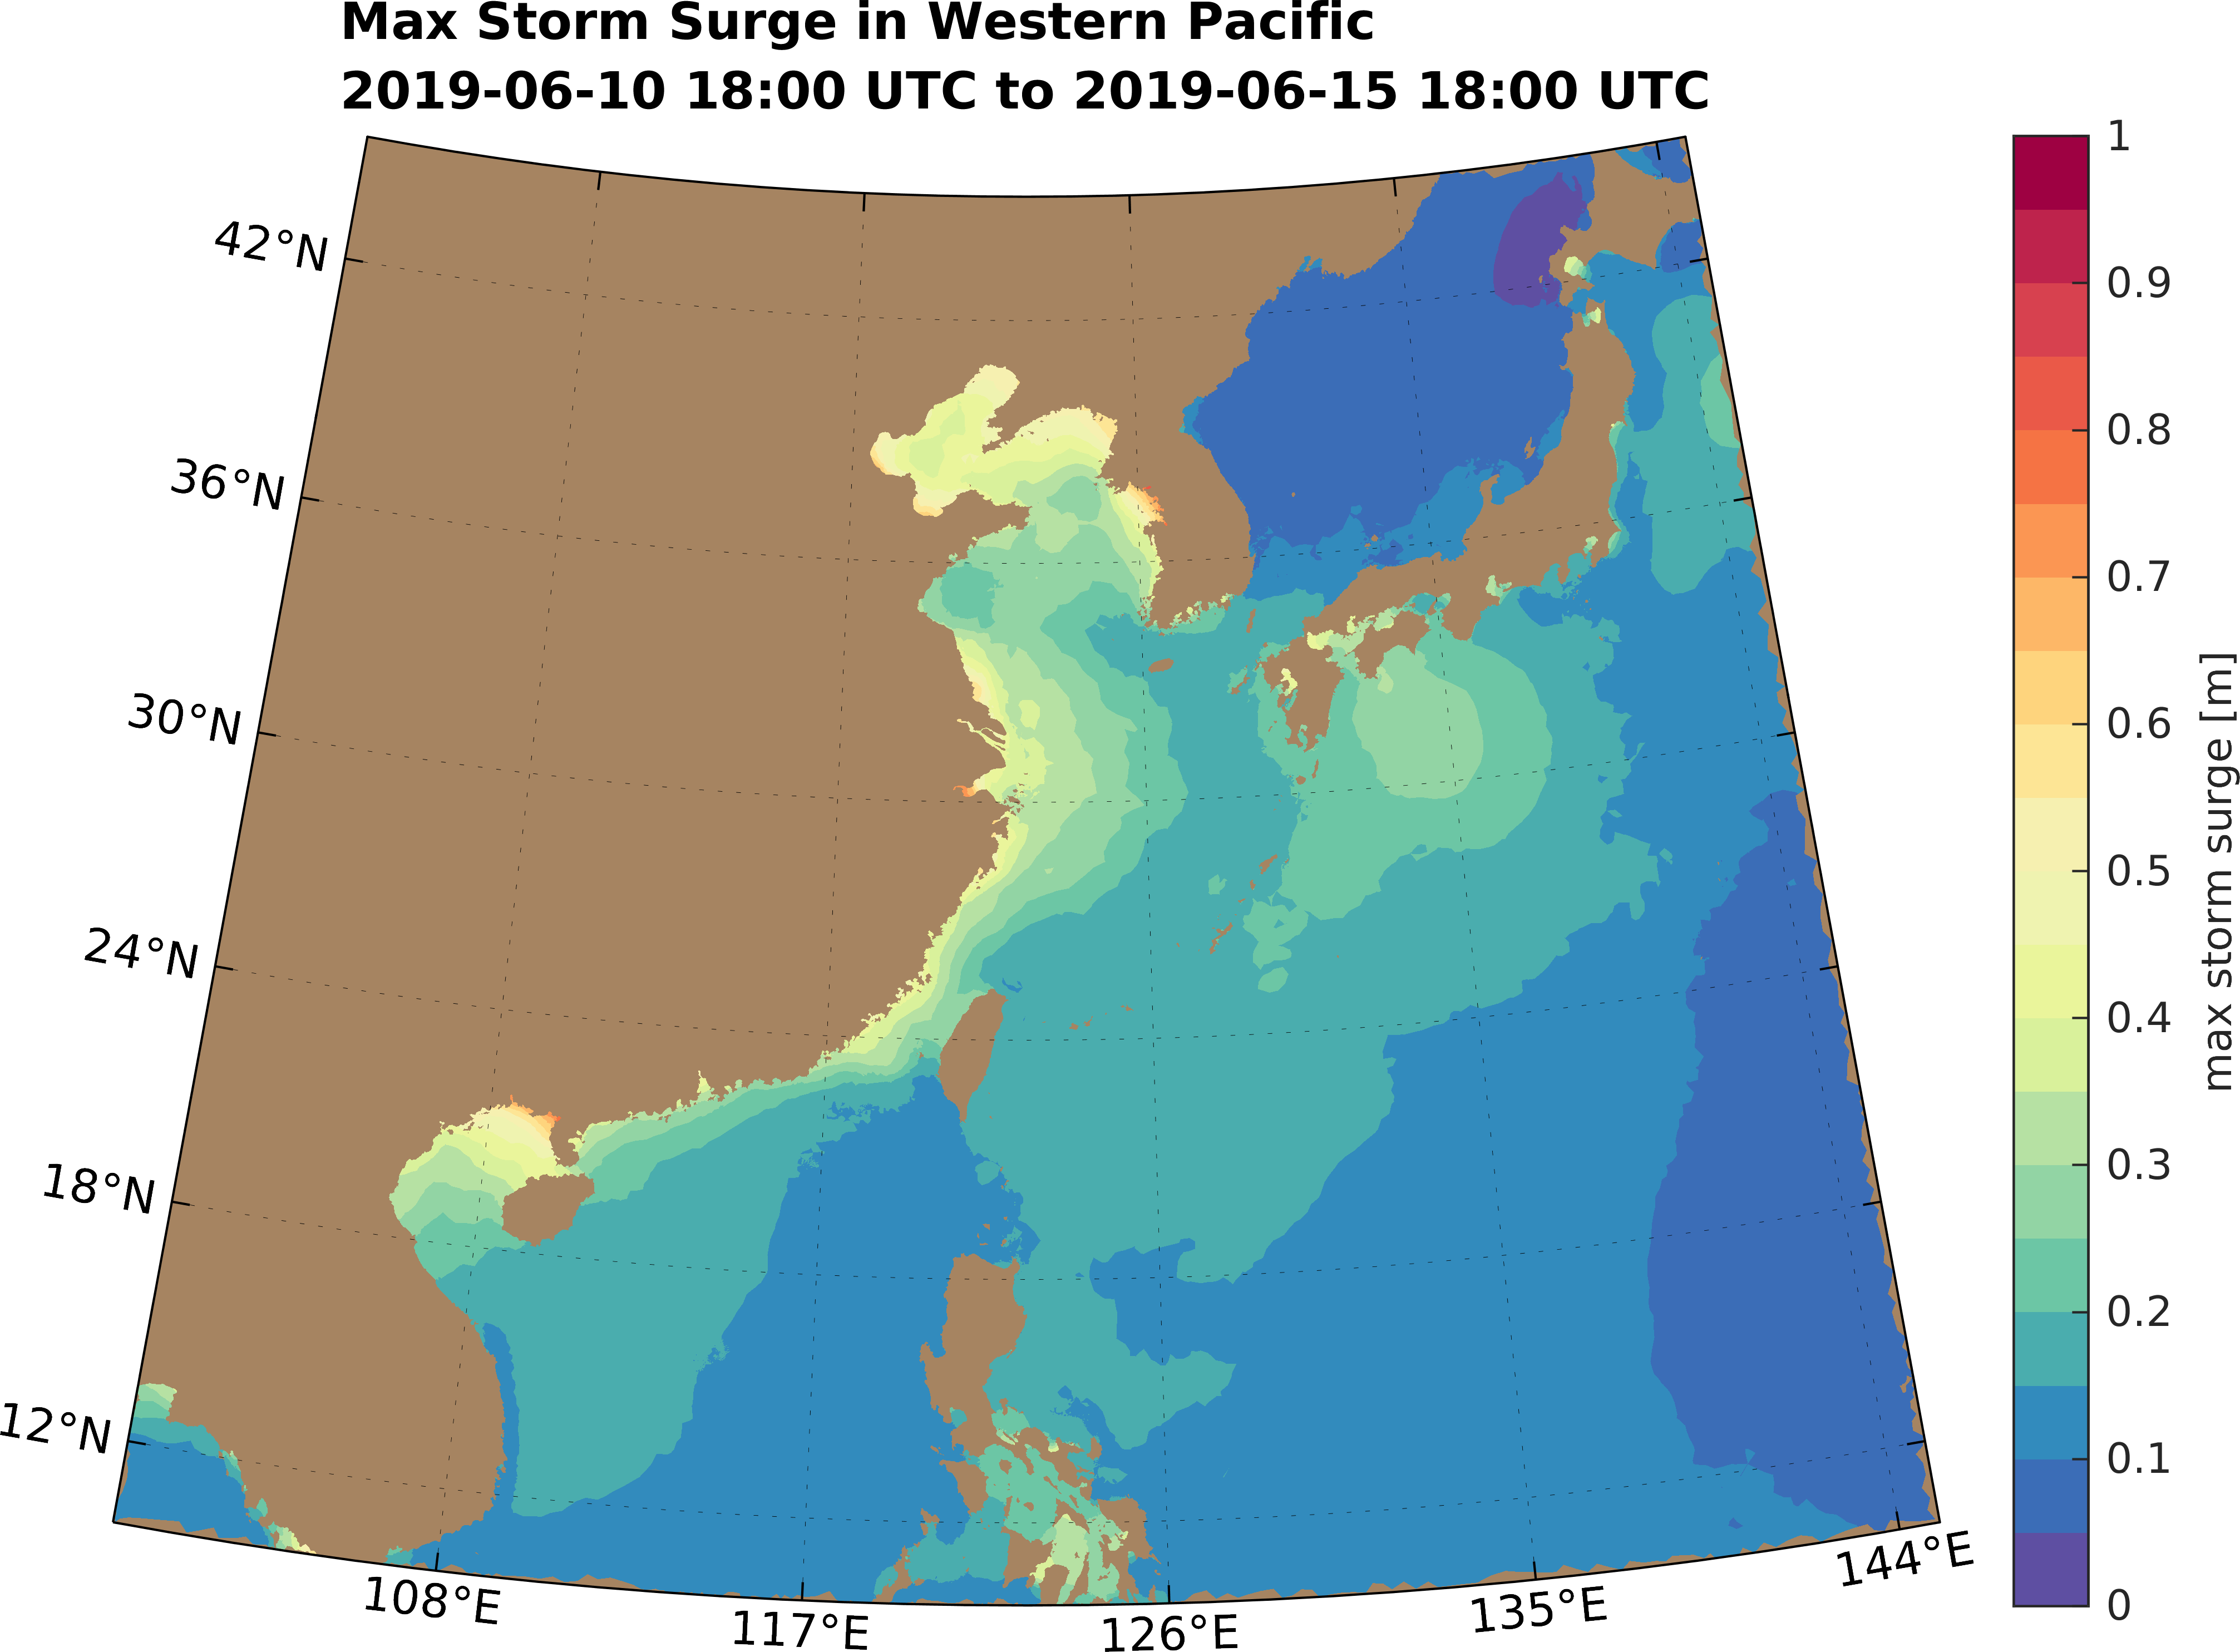 Max Storm Surge in Western Pacific
2019-06-10 18:00 UTC to 2019-06-15 18:00 UTC
42°N
36°N
30°N
24°N
18°N
12°N
108°E
117°E
126°E
135°E
144°E
1
0.9
0.8
0.7
0.6
0.5
0.4
0.3
0.2
0.1
0
max storm surge [m]